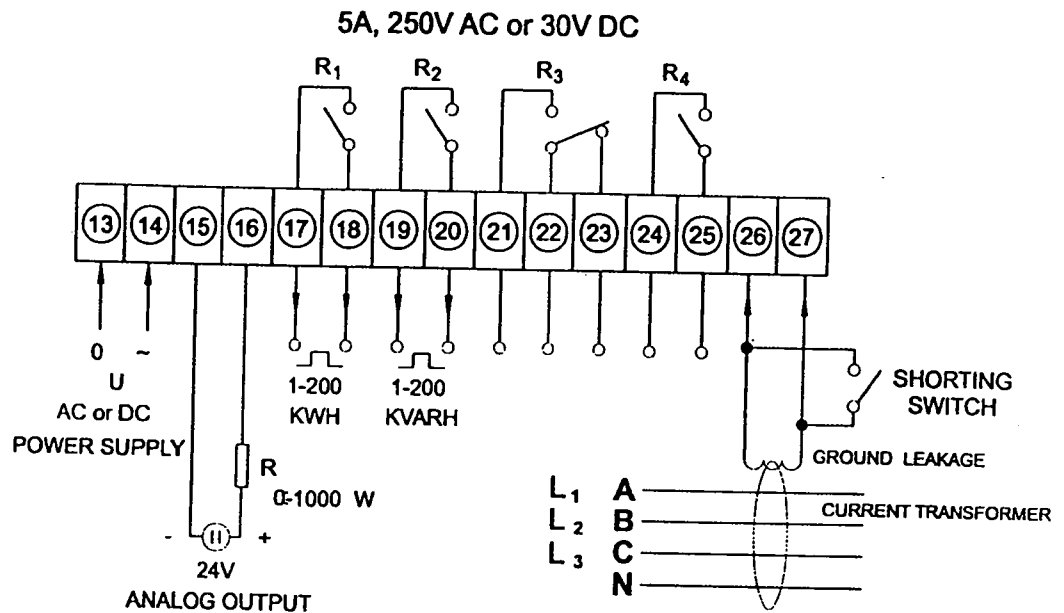 5A, 250V AC or 30V DC
R1 R2 R3 R4
13 14 15 16 17 18 19 20 21 22 23 24 25 26 27
0 ~
U
AC or DC
POWER SUPPLY
1-200
KWH
1-200
KVARH
SHORTING
SWITCH
R
0-1000 W
- +
24V
ANALOG OUTPUT
GROUND LEAKAGE
CURRENT TRANSFORMER
L1 A
L2 B
L3 C
N